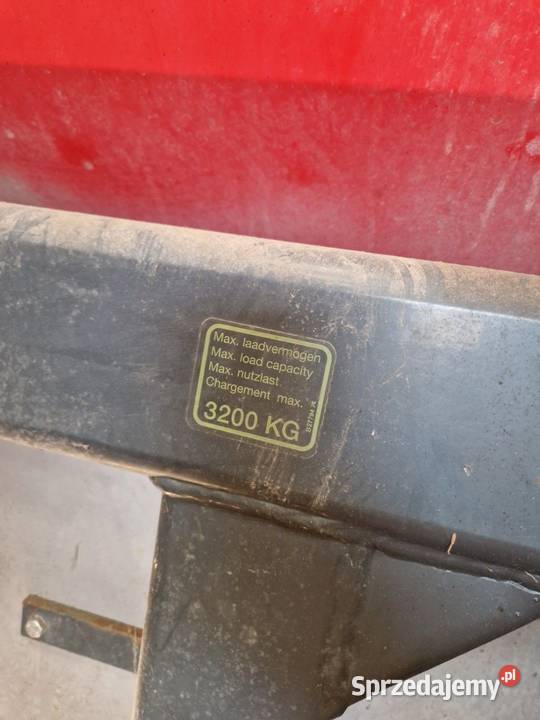 Max. laadvermogen
Max. load capacity
Max. nutzlast
Chargement max.
3200 KG
Sprzedajemy.pl